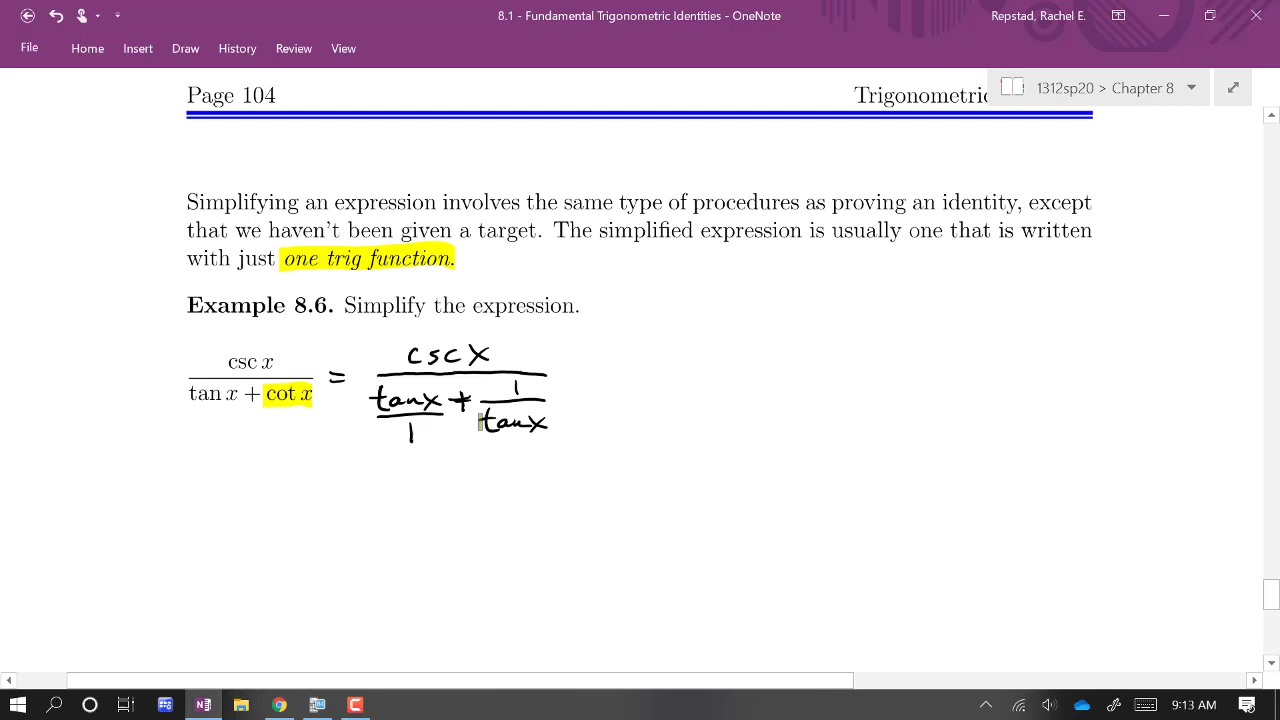 8.1 - Fundamental Trigonometric Identities - OneNote
Repstad, Rachel E.
File Home Insert Draw History Review View
Page 104
Trigonometric
1312sp20 > Chapter 8
Simplifying an expression involves the same type of procedures as proving an identity, except
that we haven't been given a target. The simplified expression is usually one that is written
with just one trig function.
Example 8.6. Simplify the expression.
csc x
tan x + cot x
=
csc x
tan x + 1
1 tan x
9:13 AM